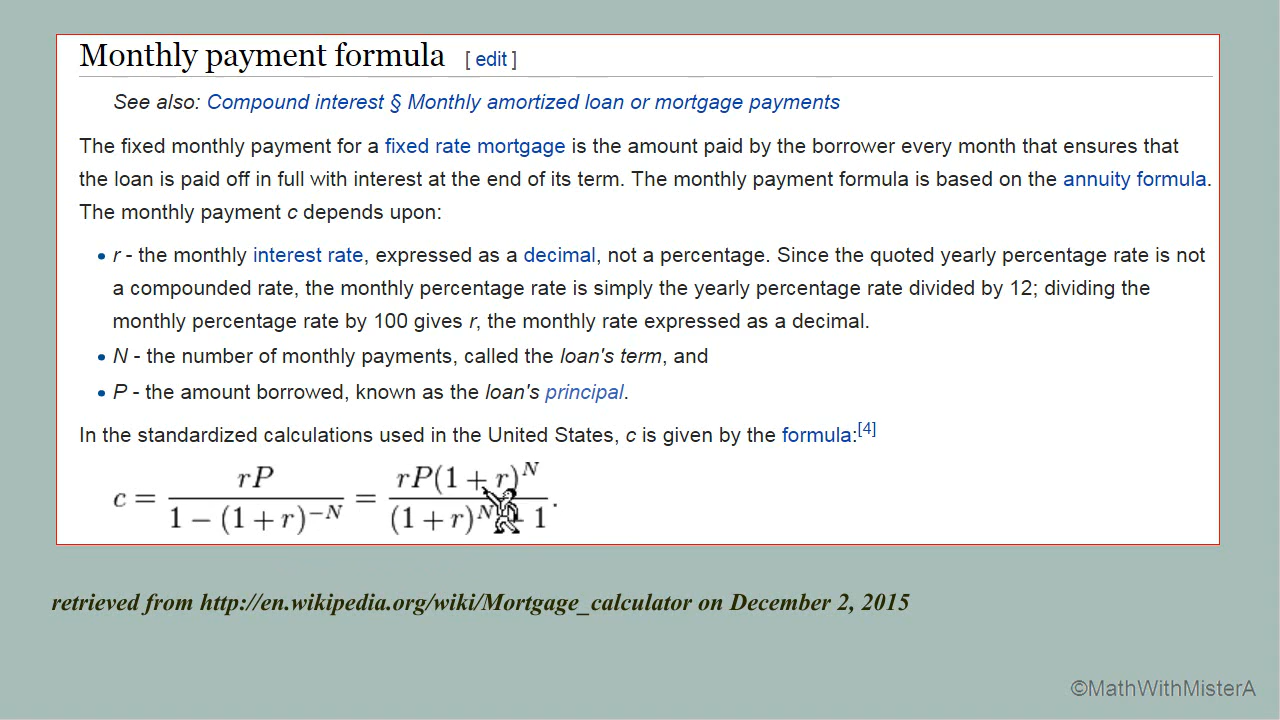 Monthly payment formula [ edit ]
See also: Compound interest § Monthly amortized loan or mortgage payments
The fixed monthly payment for a fixed rate mortgage is the amount paid by the borrower every month that ensures that
the loan is paid off in full with interest at the end of its term. The monthly payment formula is based on the annuity formula.
The monthly payment c depends upon:
• r - the monthly interest rate, expressed as a decimal, not a percentage. Since the quoted yearly percentage rate is not
a compounded rate, the monthly percentage rate is simply the yearly percentage rate divided by 12; dividing the
monthly percentage rate by 100 gives r, the monthly rate expressed as a decimal.
• N - the number of monthly payments, called the loan's term, and
• P - the amount borrowed, known as the loan's principal.
In the standardized calculations used in the United States, c is given by the formula:[4]
c = rP / (1 − (1 + r)^−N) = rP(1 + r)^N / ((1 + r)^N − 1).
retrieved from http://en.wikipedia.org/wiki/Mortgage_calculator on December 2, 2015
©MathWithMisterA